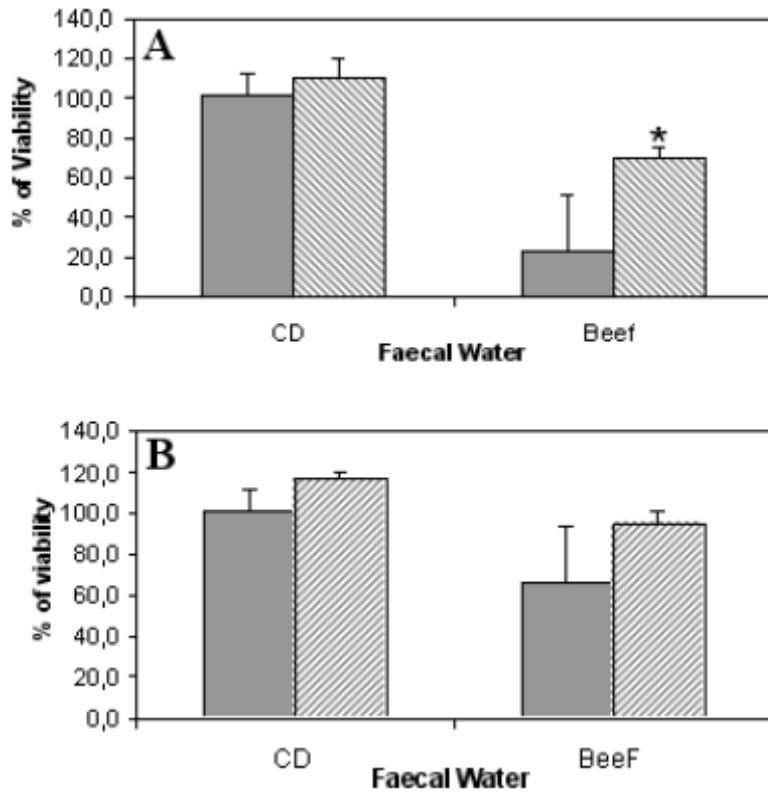 A
% of Viability
140,0
120,0
100,0
80,0
60,0
40,0
20,0
0,0
*
CD
Beef
Faecal Water
B
% of viability
140,0
120,0
100,0
80,0
60,0
40,0
20,0
0,0
CD
BeeF
Faecal Water